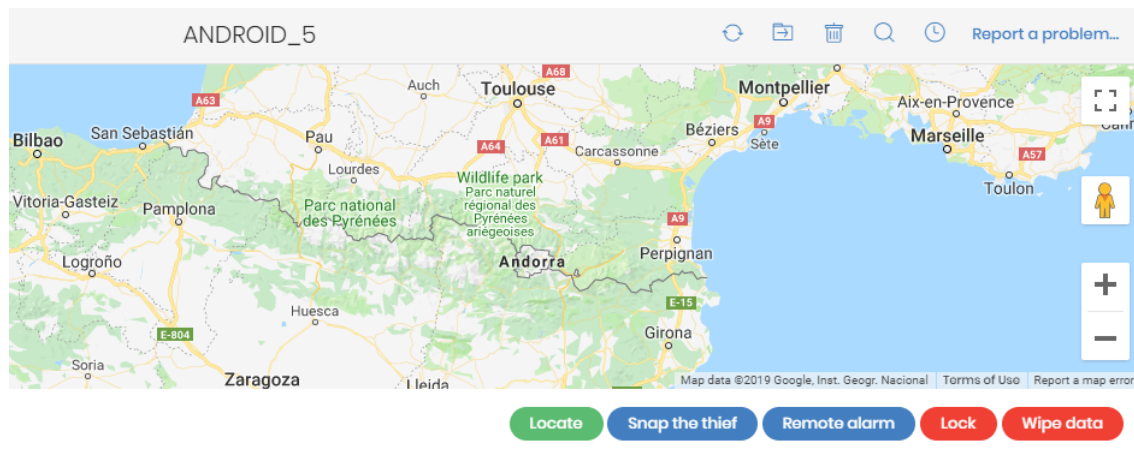 ANDROID_5
Report a problem...
A68
Auch
Toulouse
Montpellier
A63
Aix-en-Provence
Bilbao
San Sebastián
Pau
A64
A61
Carcassonne
Béziers
A9
Sète
Marseille
A57
Lourdes
Wildlife park
Parc naturel
régional des
Pyrénées
ariégeoises
Toulon
Vitoria-Gasteiz
Pamplona
Parc national
des Pyrénées
A9
Logroño
Andorra
Perpignan
E-15
Huesca
E-804
Girona
Soria
Zaragoza
Lleida
Map data ©2019 Google, Inst. Geogr. Nacional
Terms of Use
Report a map error
Locate
Snap the thief
Remote alarm
Lock
Wipe data